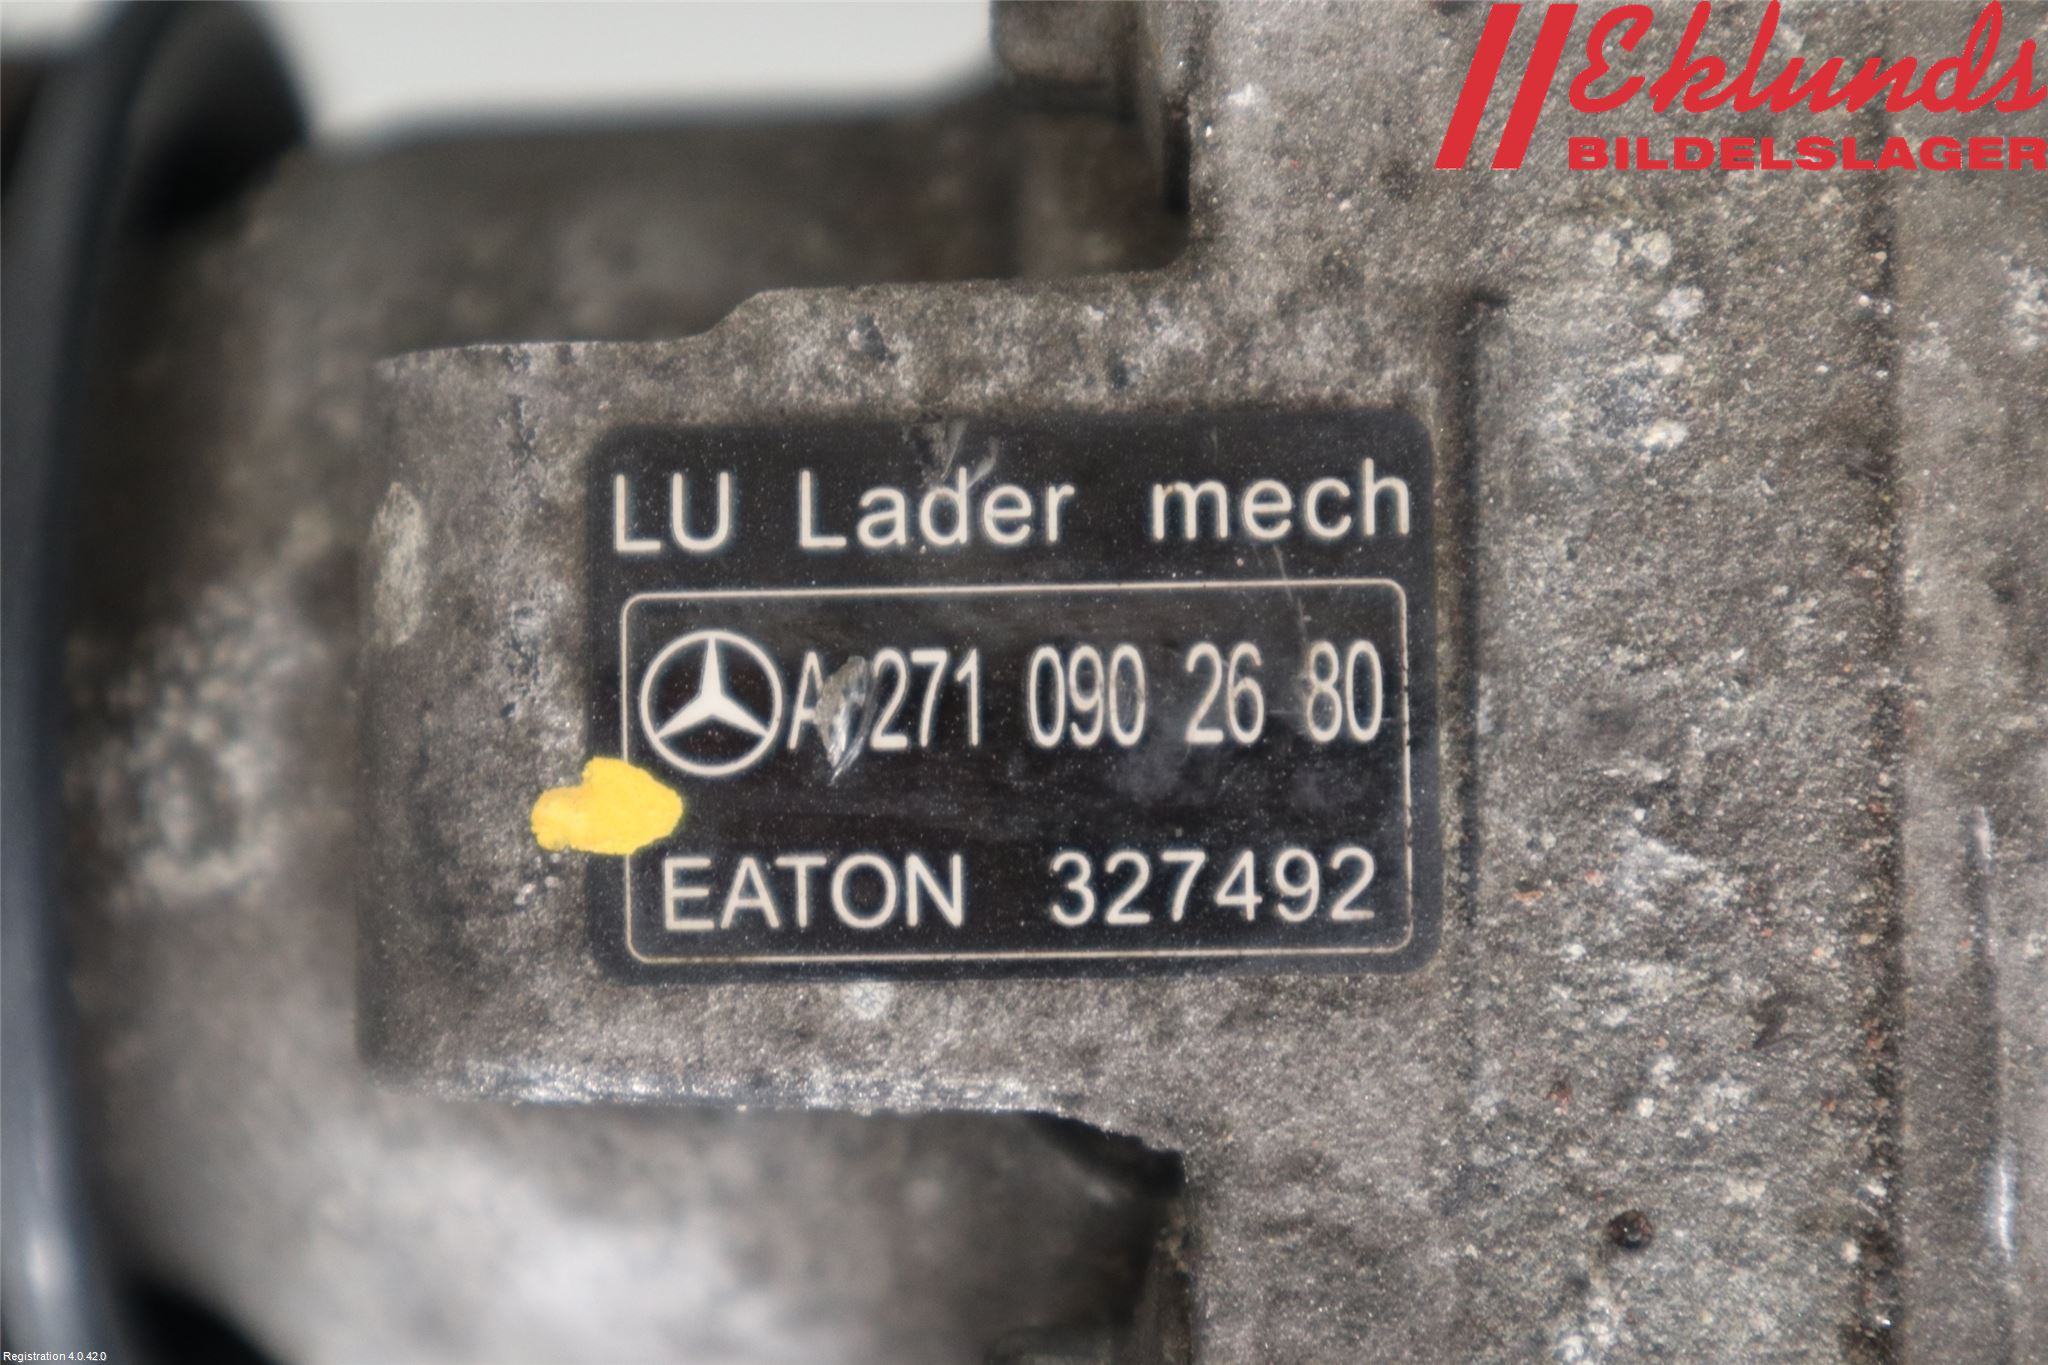 Eklunds
BILDELSLAGER
LU Lader mech
A 271 090 26 80
EATON 327492
Registration 4.0.42.0